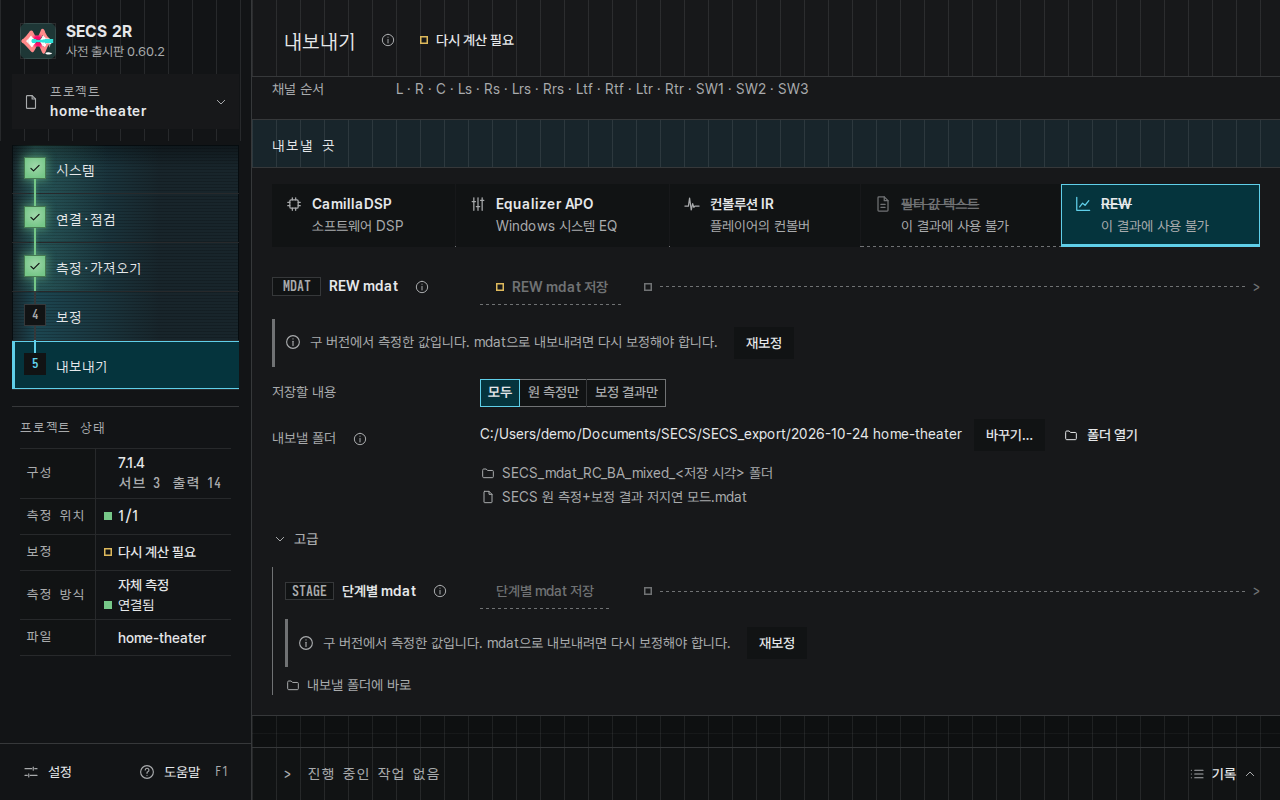 SECS 2R
사전 출시판 0.60.2
프로젝트
home-theater
시스템
연결·점검
측정·가져오기
4 보정
5 내보내기
프로젝트 상태
구성 7.1.4
서브 3 출력 14
측정 위치 1/1
보정 다시 계산 필요
측정 방식 자체 측정
연결됨
파일 home-theater
설정 도움말 F1
내보내기 다시 계산 필요
채널 순서 L · R · C · Ls · Rs · Lrs · Rrs · Ltf · Rtf · Ltr · Rtr · SW1 · SW2 · SW3
내보낼 곳
CamillaDSP
소프트웨어 DSP
Equalizer APO
Windows 시스템 EQ
컨볼루션 IR
플레이어의 컨볼버
필터 값 텍스트
이 결과에 사용 불가
REW
이 결과에 사용 불가
MDAT REW mdat REW mdat 저장
구 버전에서 측정한 값입니다. mdat으로 내보내려면 다시 보정해야 합니다. 재보정
저장할 내용 모두 원 측정만 보정 결과만
내보낼 폴더 C:/Users/demo/Documents/SECS/SECS_export/2026-10-24 home-theater 바꾸기... 폴더 열기
SECS_mdat_RC_BA_mixed_<저장 시각> 폴더
SECS 원 측정+보정 결과 저지연 모드.mdat
고급
STAGE 단계별 mdat 단계별 mdat 저장
구 버전에서 측정한 값입니다. mdat으로 내보내려면 다시 보정해야 합니다. 재보정
내보낼 폴더에 바로
> 진행 중인 작업 없음 기록